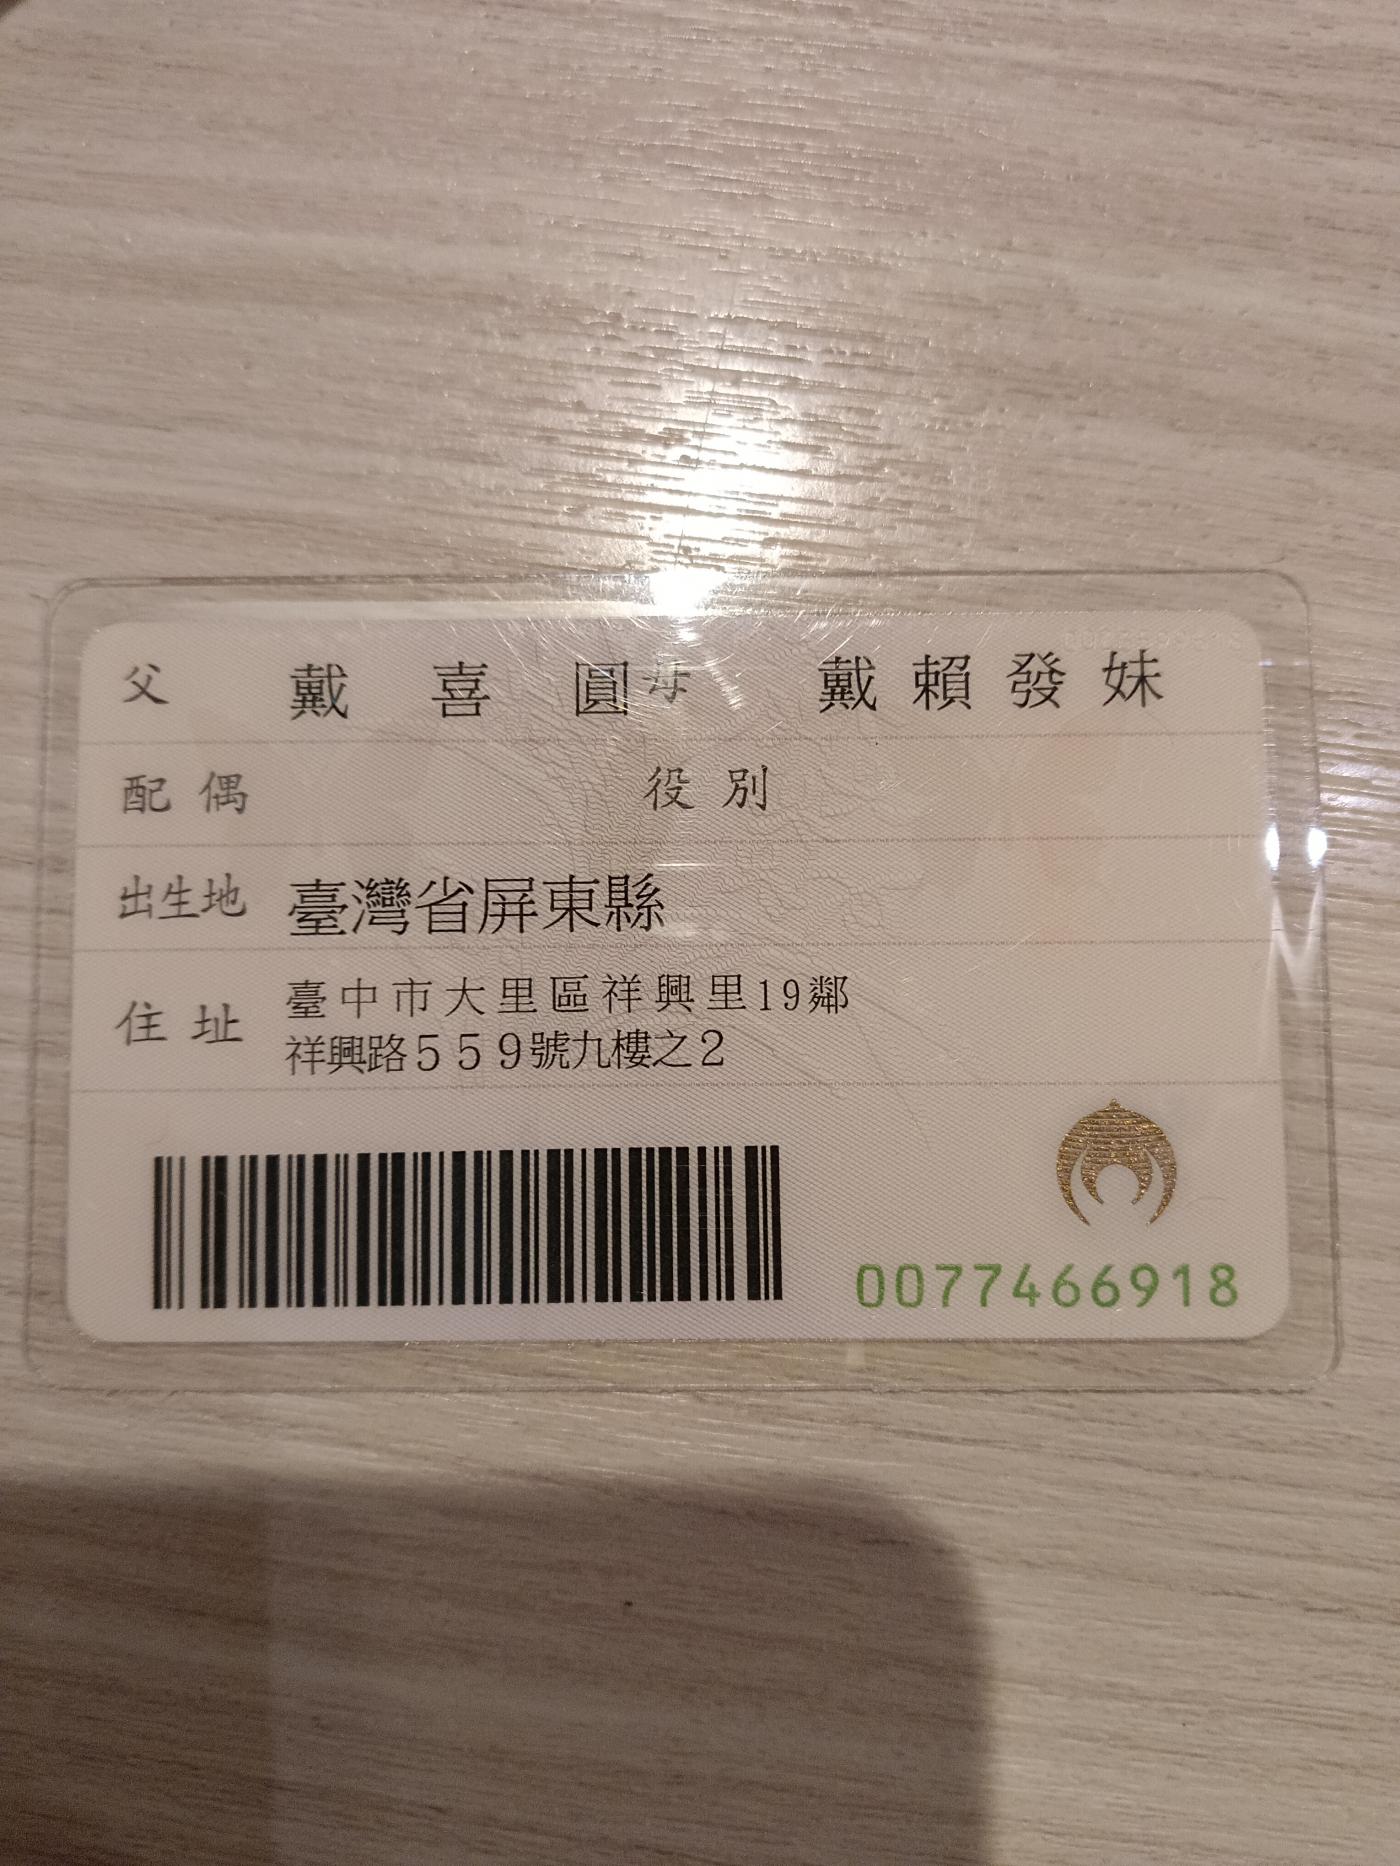 父 戴喜圓 母 戴賴發妹
配偶 役別
出生地 臺灣省屏東縣
住址 臺中市大里區祥興里19鄰
祥興路559號九樓之2
0077466918